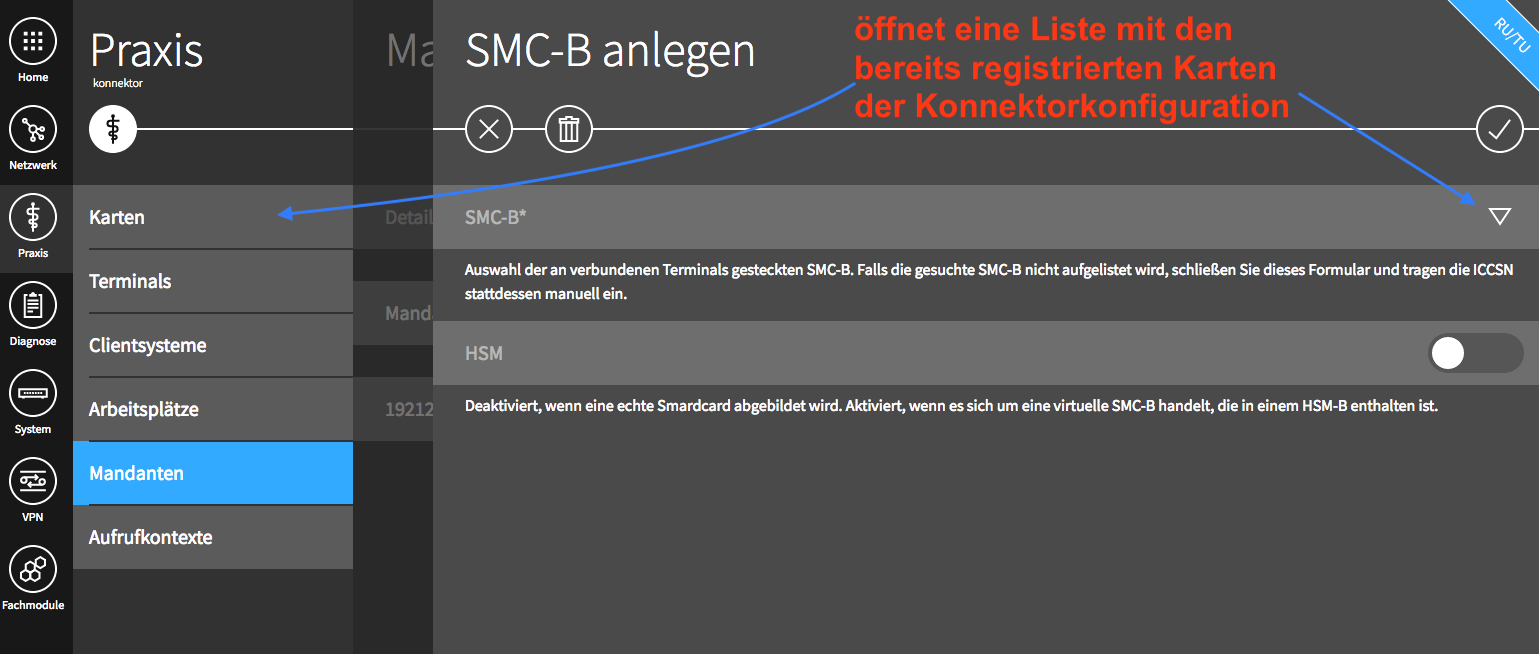 Home
Netzwerk
Praxis
Diagnose
System
VPN
Fachmodule
Praxis
konnektor
Karten
Terminals
Clientsysteme
Arbeitsplätze
Mandanten
Aufrufkontexte
Ma
Detail
Mand
19212
SMC-B anlegen
öffnet eine Liste mit den
bereits registrierten Karten
der Konnektorkonfiguration
RU/TU
SMC-B*
Auswahl der an verbundenen Terminals gesteckten SMC-B. Falls die gesuchte SMC-B nicht aufgelistet wird, schließen Sie dieses Formular und tragen die ICCSN
stattdessen manuell ein.
HSM
Deaktiviert, wenn eine echte Smardcard abgebildet wird. Aktiviert, wenn es sich um eine virtuelle SMC-B handelt, die in einem HSM-B enthalten ist.